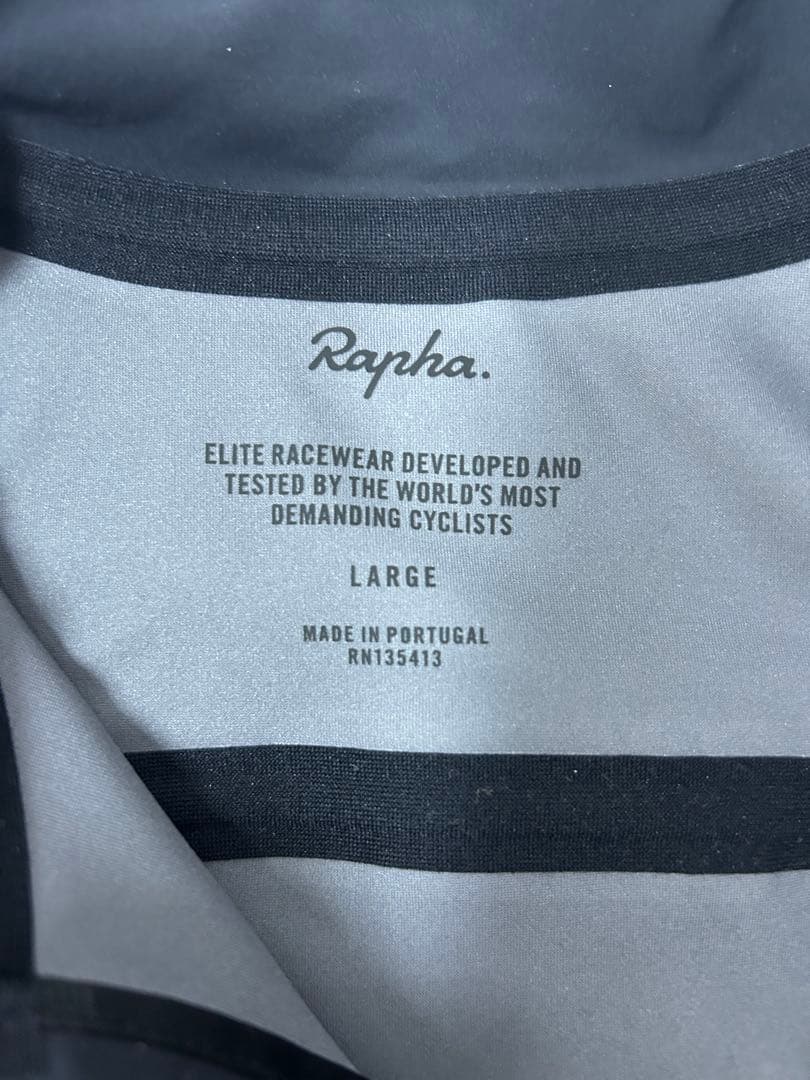 Rapha.
ELITE RACEWEAR DEVELOPED AND
TESTED BY THE WORLD'S MOST
DEMANDING CYCLISTS
LARGE
MADE IN PORTUGAL
RN135413